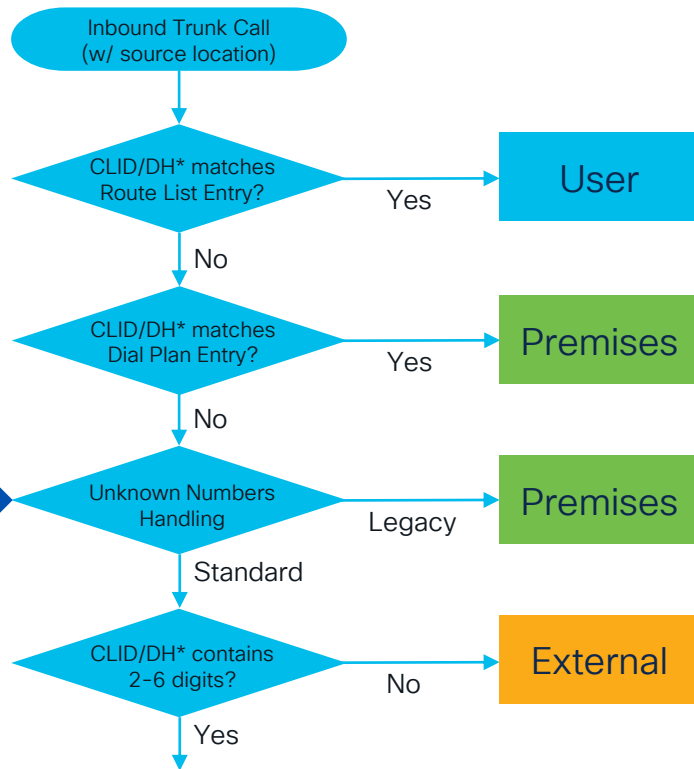 Inbound Trunk Call
(w/ source location)
CLID/DH* matches
Route List Entry?
Yes
User
No
CLID/DH* matches
Dial Plan Entry?
Yes
Premises
No
Unknown Numbers
Handling
Legacy
Premises
Standard
CLID/DH* contains
2-6 digits?
No
External
Yes